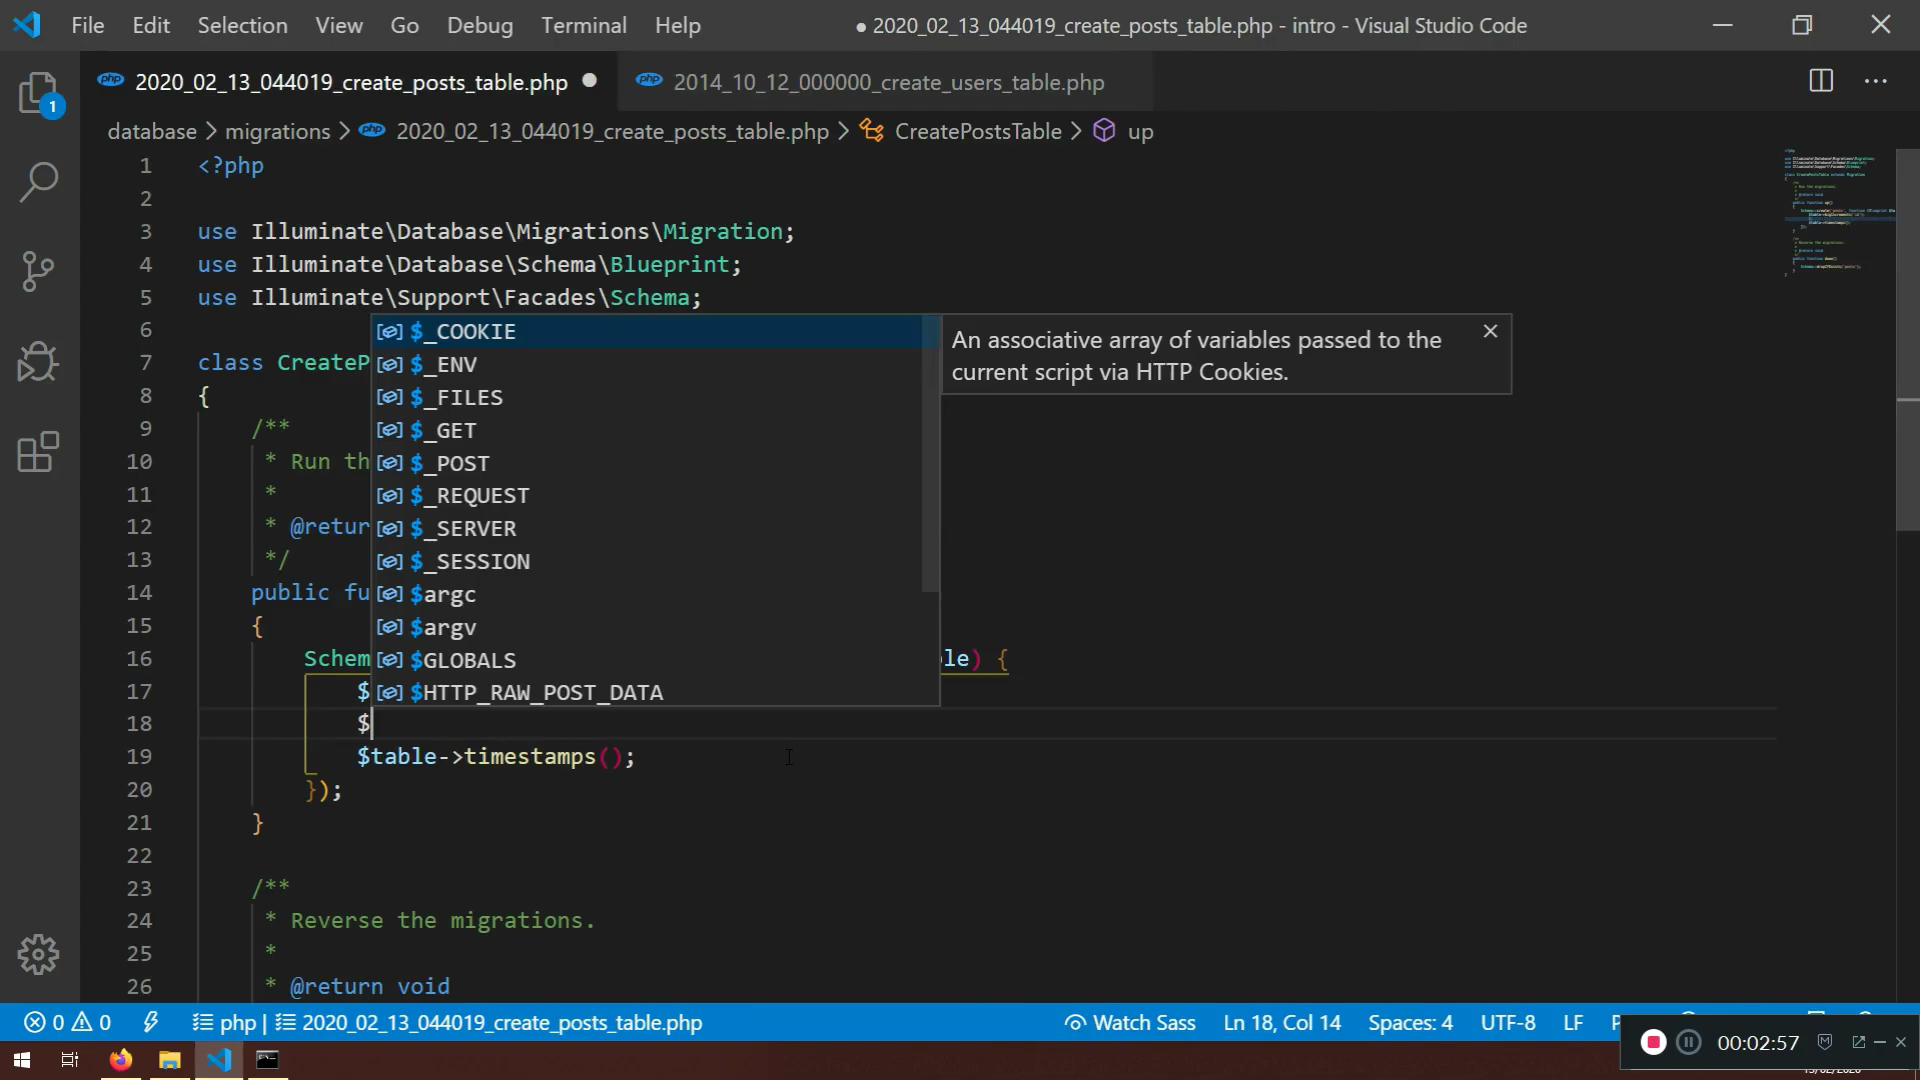 File Edit Selection View Go Debug Terminal Help
● 2020_02_13_044019_create_posts_table.php - intro - Visual Studio Code
1
php 2020_02_13_044019_create_posts_table.php ●
php 2014_10_12_000000_create_users_table.php
database > migrations > php 2020_02_13_044019_create_posts_table.php > CreatePostsTable > up
1 <?php
2
3 use Illuminate\Database\Migrations\Migration;
4 use Illuminate\Database\Schema\Blueprint;
5 use Illuminate\Support\Facades\Schema;
6
7 class CreateP
8 {
9 /**
10 * Run th
11 *
12 * @retur
13 */
14 public fu
15 {
16 Schem le) {
17 $
18 $
19 $table->timestamps();
20 });
21 }
22
23 /**
24 * Reverse the migrations.
25 *
26 * @return void
$_COOKIE
$_ENV
$_FILES
$_GET
$_POST
$_REQUEST
$_SERVER
$_SESSION
$argc
$argv
$GLOBALS
$HTTP_RAW_POST_DATA
An associative array of variables passed to the
current script via HTTP Cookies.
0 0 php | 2020_02_13_044019_create_posts_table.php Watch Sass Ln 18, Col 14 Spaces: 4 UTF-8 LF
00:02:57